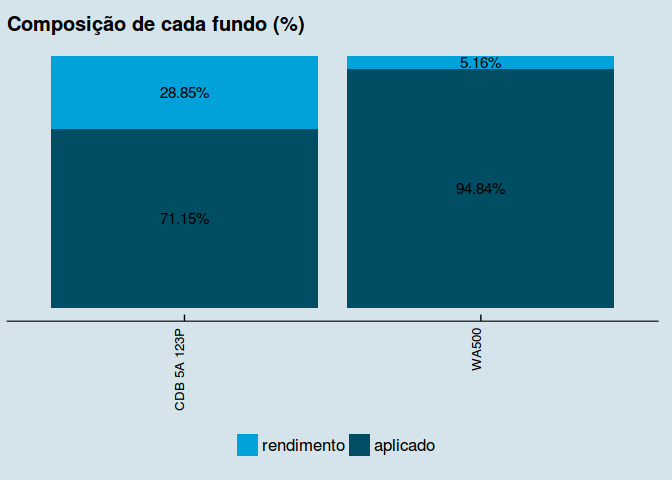 Composição de cada fundo (%)
5.16%
28.85%
94.84%
71.15%
CDB 5A 123P
WA500
rendimento
aplicado